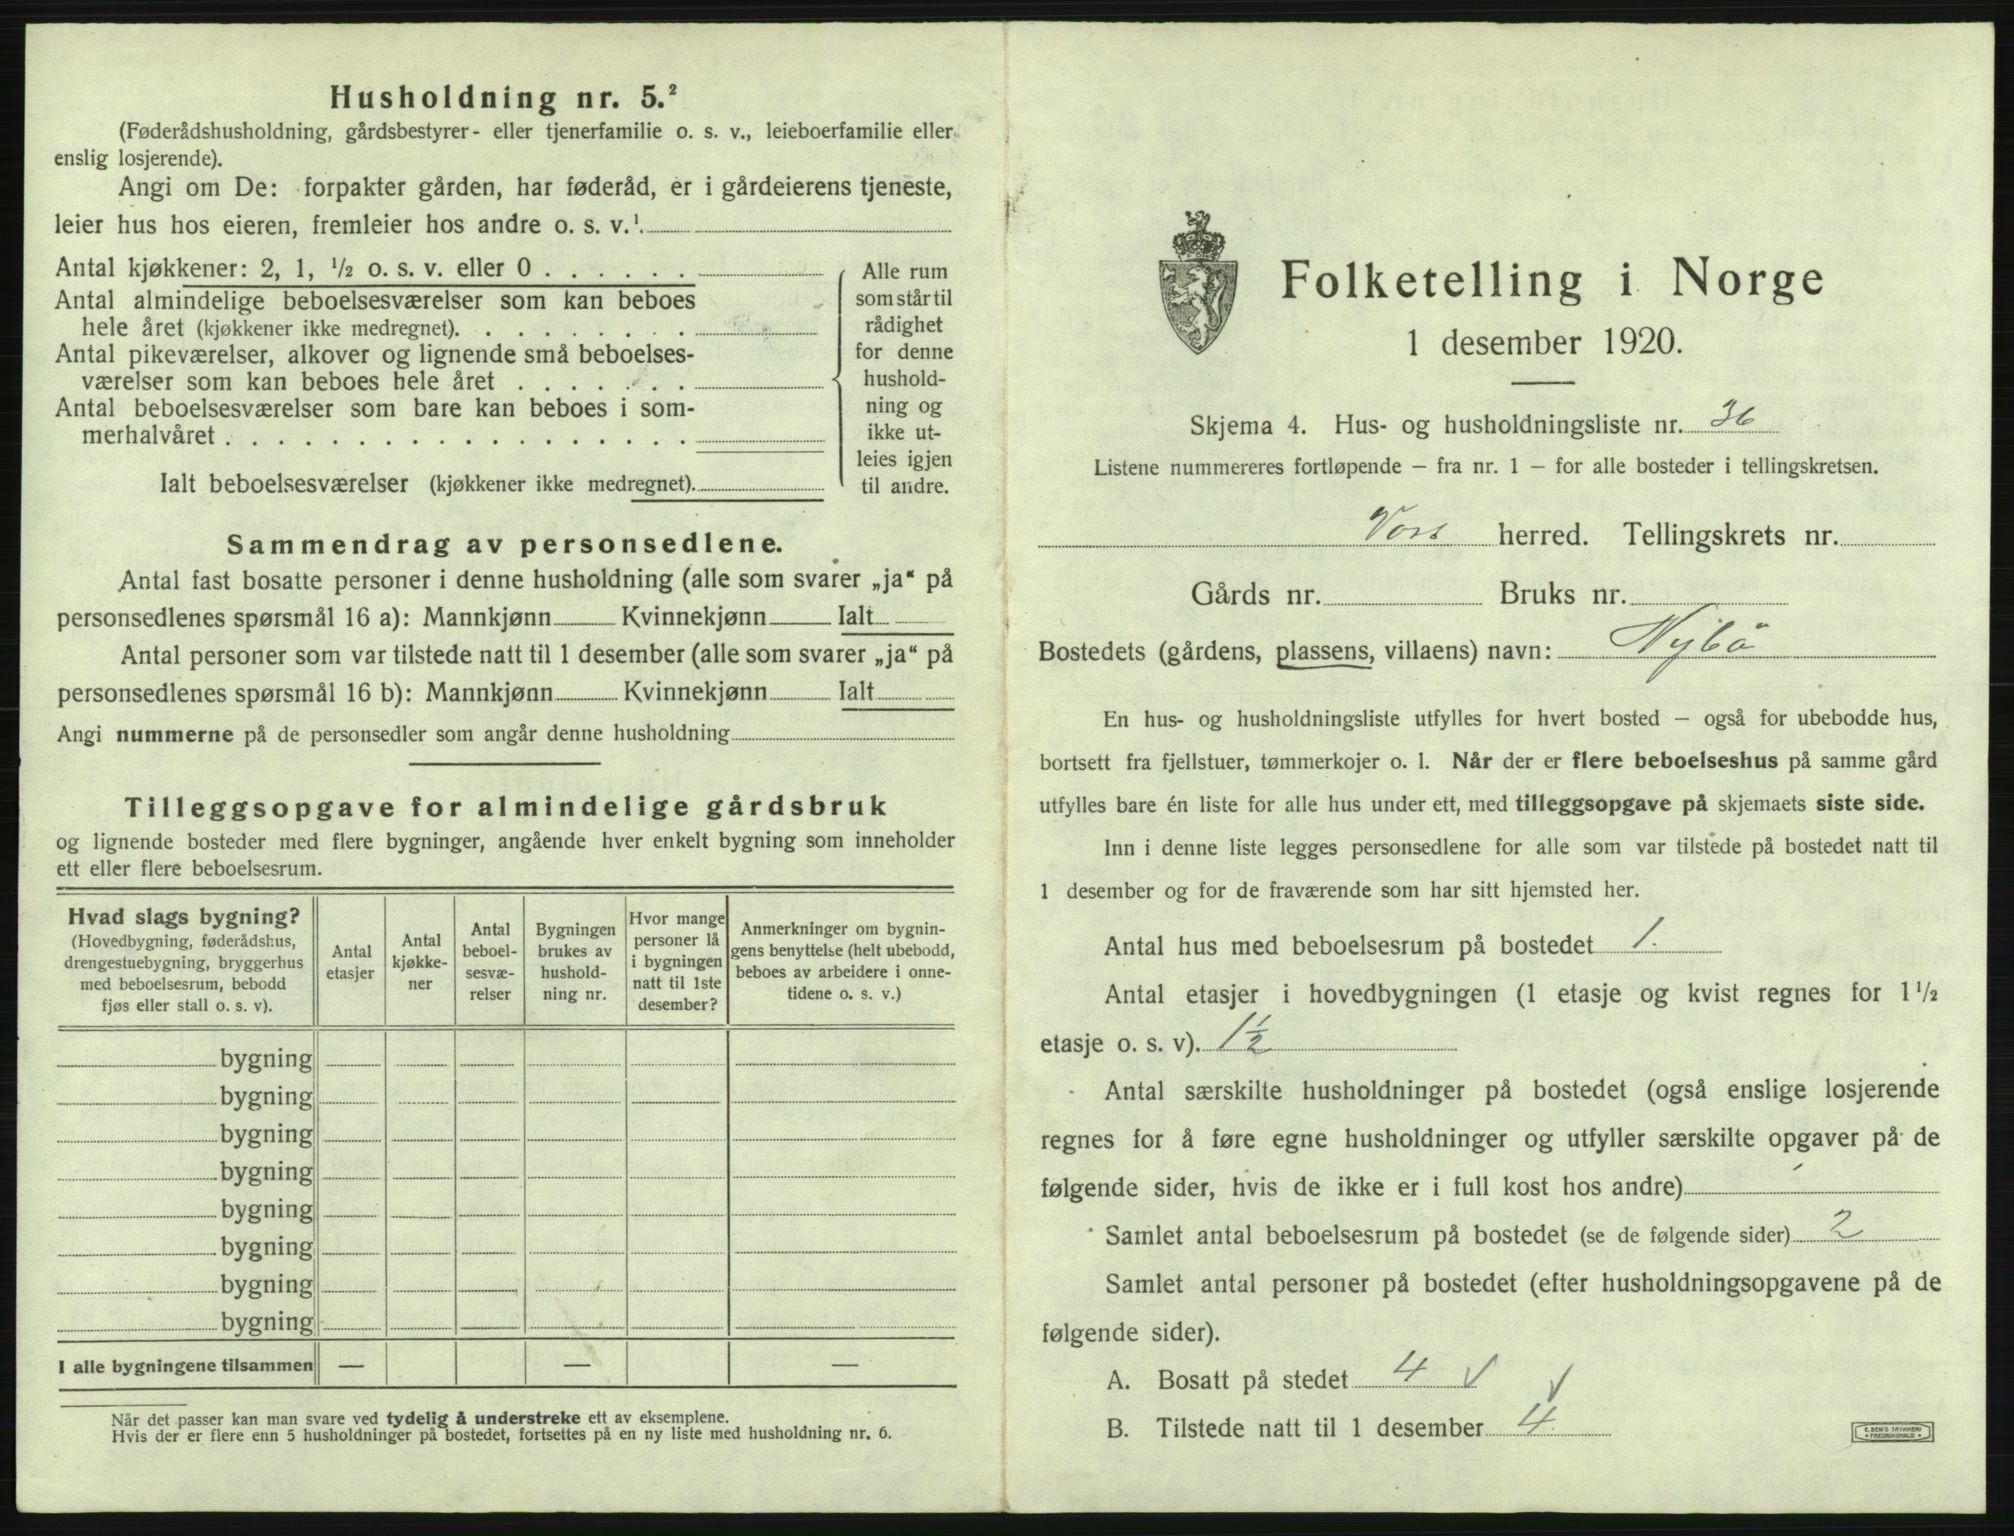 Husholdning nr. 5.²
(Føderådshusholdning, gårdsbestyrer- eller tjenerfamilie o. s. v., leieboerfamilie eller
enslig losjerende).
Angi om De: forpakter gården, har føderåd, er i gårdeierens tjeneste,
leier hus hos eieren, fremleier hos andre o. s. v.¹.
Antal kjøkkener: 2, 1, ½ o. s. v. eller 0 . . . . . .
Antal almindelige beboelsesværelser som kan beboes
hele året (kjøkkener ikke medregnet). . . . . . . . .
Antal pikeværelser, alkover og lignende små beboelses-
værelser som kan beboes hele året . . . . . . .
Antal beboelsesværelser som bare kan beboes i som-
merhalvåret . . . . . . . . . . . . . . . . . .
Ialt beboelsesværelser (kjøkkener ikke medregnet).
Alle rum
som står til
rådighet
for denne
hushold-
ning og
ikke ut-
leies igjen
til andre.
Sammendrag av personsedlene.
Antal fast bosatte personer i denne husholdning (alle som svarer „ja“ på
personsedlenes spørsmål 16 a): Mannkjønn Kvinnekjønn Ialt
Antal personer som var tilstede natt til 1 desember (alle som svarer „ja“ på
personsedlenes spørsmål 16 b): Mannkjønn Kvinnekjønn Ialt
Angi nummerne på de personsedler som angår denne husholdning
Tilleggsopgave for almindelige gårdsbruk
og lignende bosteder med flere bygninger, angående hver enkelt bygning som inneholder
ett eller flere beboelsesrum.
Hvad slags bygning?
(Hovedbygning, føderådshus,
drengestuebygning, bryggerhus
med beboelsesrum, bebodd
fjøs eller stall o. s. v).
Antal
etasjer
Antal
kjøkke-
ner
Antal
beboel-
sesvæ-
relser
Bygningen
brukes av
hushold-
ning nr.
Hvor mange
personer lå
i bygningen
natt til 1ste
desember?
Anmerkninger om bygnin-
gens benyttelse (helt ubebodd,
beboes av arbeidere i onne-
tidene o. s. v.)
bygning
bygning
bygning
bygning
bygning
bygning
bygning
bygning
I alle bygningene tilsammen — — —
Når det passer kan man svare ved tydelig å understreke ett av eksemplene.
Hvis der er flere enn 5 husholdninger på bostedet, fortsettes på en ny liste med husholdning nr. 6.
Folketelling i Norge
1 desember 1920.
Skjema 4. Hus- og husholdningsliste nr. 36
Listene nummereres fortløpende — fra nr. 1 — for alle bosteder i tellingskretsen.
Vors herred. Tellingskrets nr.
Gårds nr. Bruks nr.
Bostedets (gårdens, plassens, villaens) navn: Nybö
En hus- og husholdningsliste utfylles for hvert bosted — også for ubebodde hus,
bortsett fra fjellstuer, tømmerkojer o. l. Når der er flere beboelseshus på samme gård
utfylles bare én liste for alle hus under ett, med tilleggsopgave på skjemaets siste side.
Inn i denne liste legges personsedlene for alle som var tilstede på bostedet natt til
1 desember og for de fraværende som har sitt hjemsted her.
Antal hus med beboelsesrum på bostedet 1.
Antal etasjer i hovedbygningen (1 etasje og kvist regnes for 1½
etasje o. s. v). 1½
Antal særskilte husholdninger på bostedet (også enslige losjerende
regnes for å føre egne husholdninger og utfyller særskilte opgaver på de
følgende sider, hvis de ikke er i full kost hos andre)
Samlet antal beboelsesrum på bostedet (se de følgende sider) 2
Samlet antal personer på bostedet (efter husholdningsopgavene på de
følgende sider).
A. Bosatt på stedet 4 √ √
B. Tilstede natt til 1 desember 4.
E. SEM'S TRYKKERI
FREDRIKSHALD